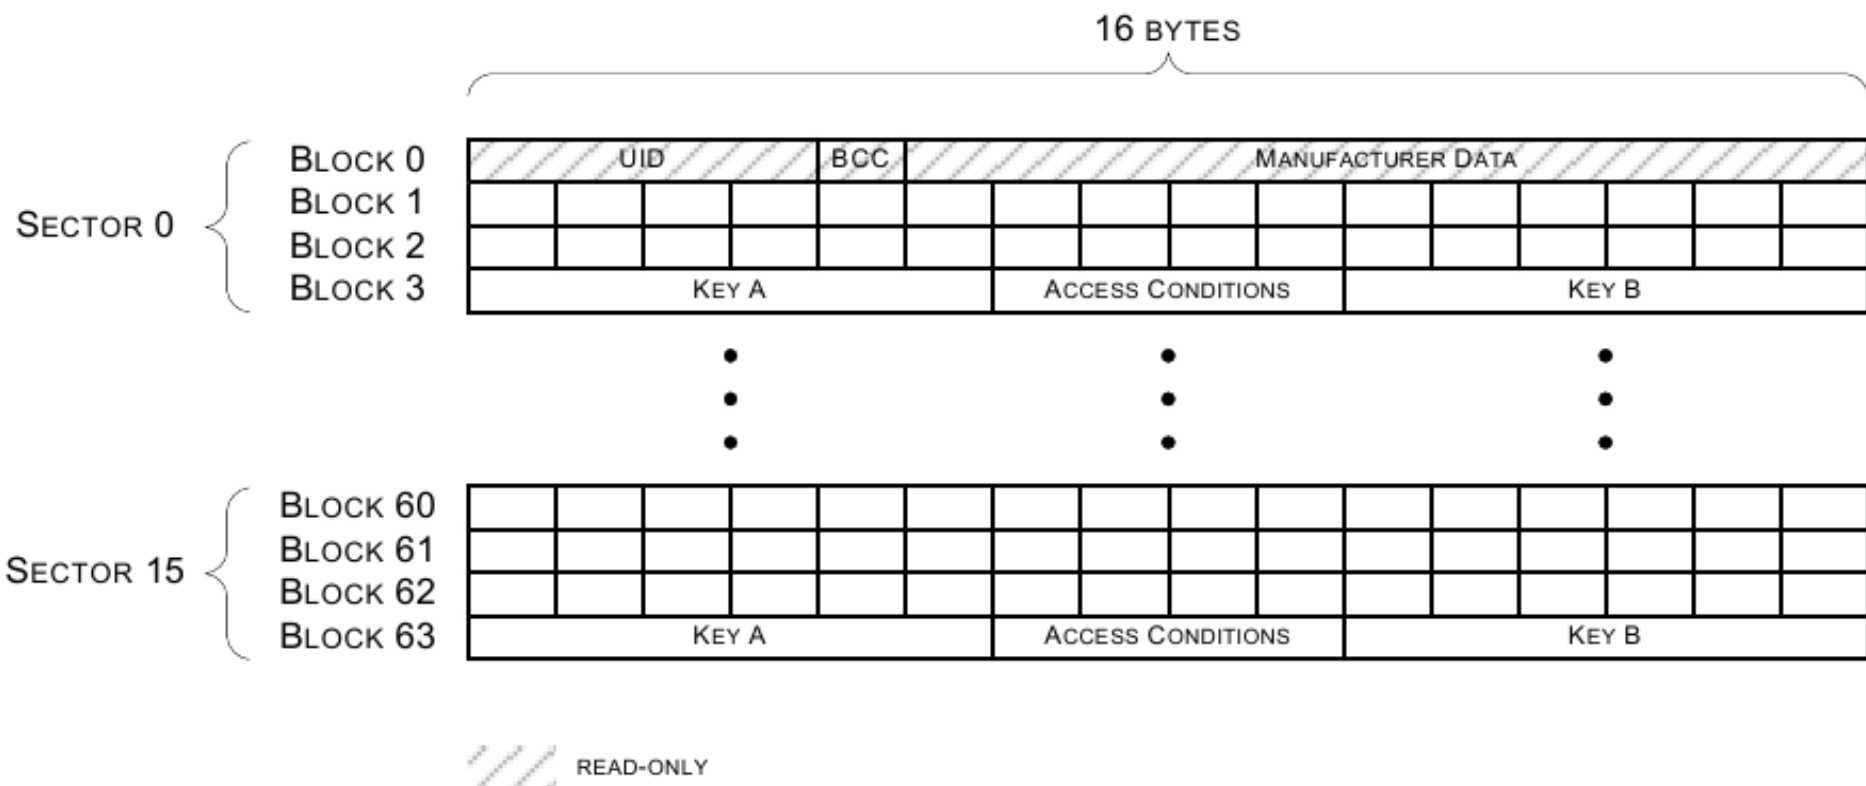 16 BYTES
SECTOR 0
BLOCK 0 UID BCC MANUFACTURER DATA
BLOCK 1
BLOCK 2
BLOCK 3 KEY A ACCESS CONDITIONS KEY B
SECTOR 15
BLOCK 60
BLOCK 61
BLOCK 62
BLOCK 63 KEY A ACCESS CONDITIONS KEY B
READ-ONLY